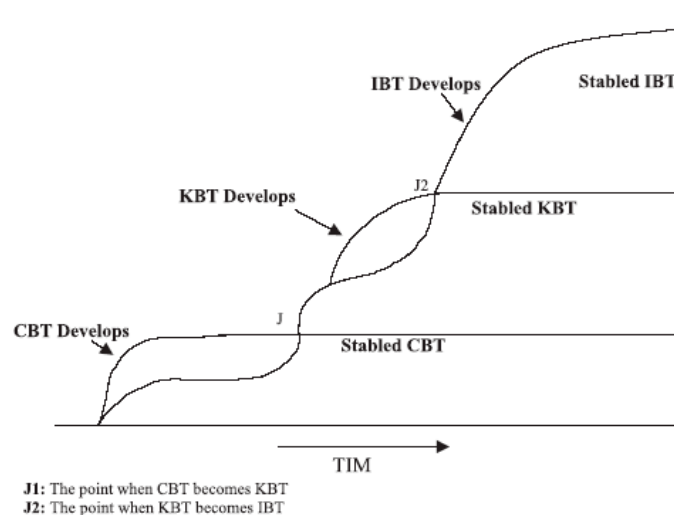 IBT Develops
Stabled IBT
J2
KBT Develops
Stabled KBT
J
CBT Develops
Stabled CBT
TIM
J1: The point when CBT becomes KBT
J2: The point when KBT becomes IBT